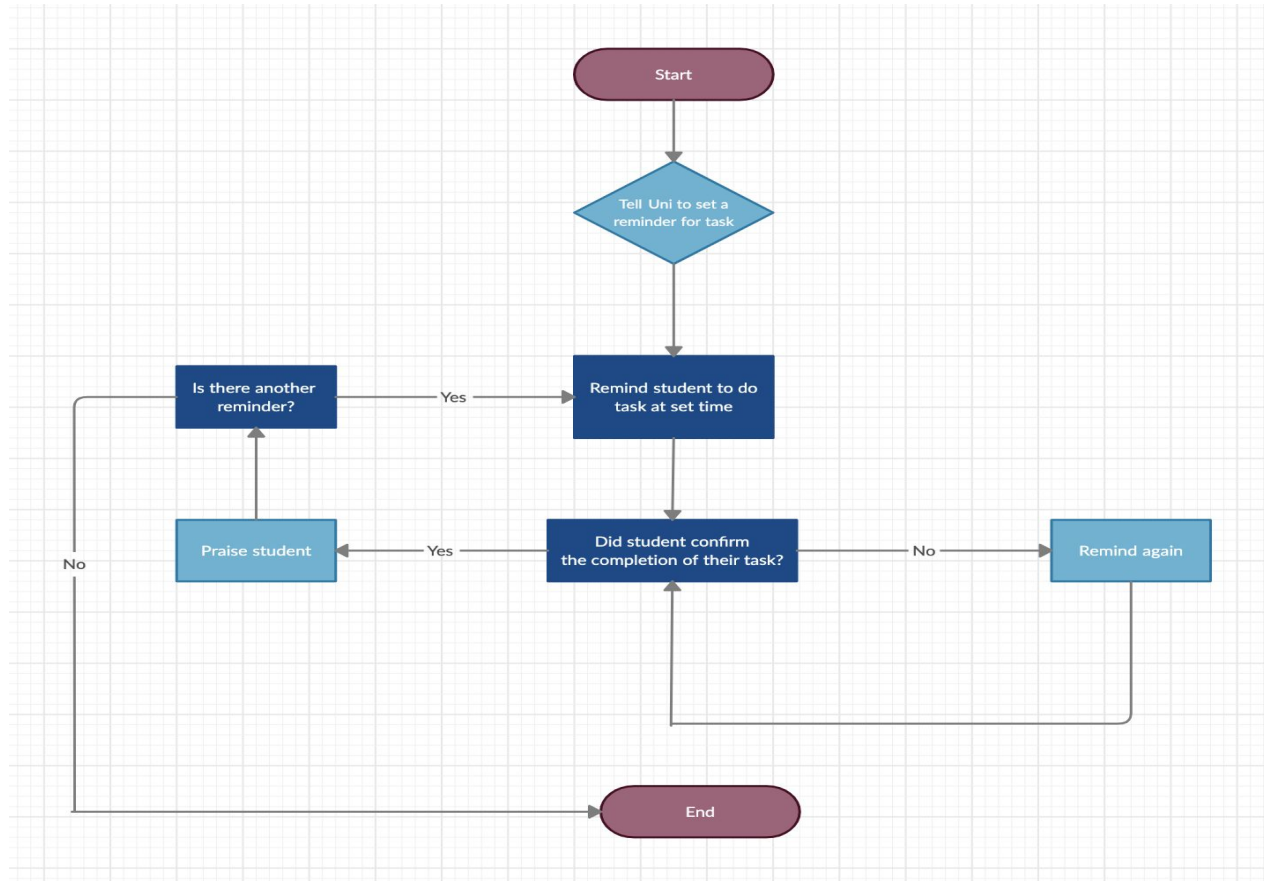 Start
Tell Uni to set a
reminder for task
Is there another
reminder?
Yes
Remind student to do
task at set time
Praise student
Yes
Did student confirm
the completion of their task?
No
Remind again
No
End